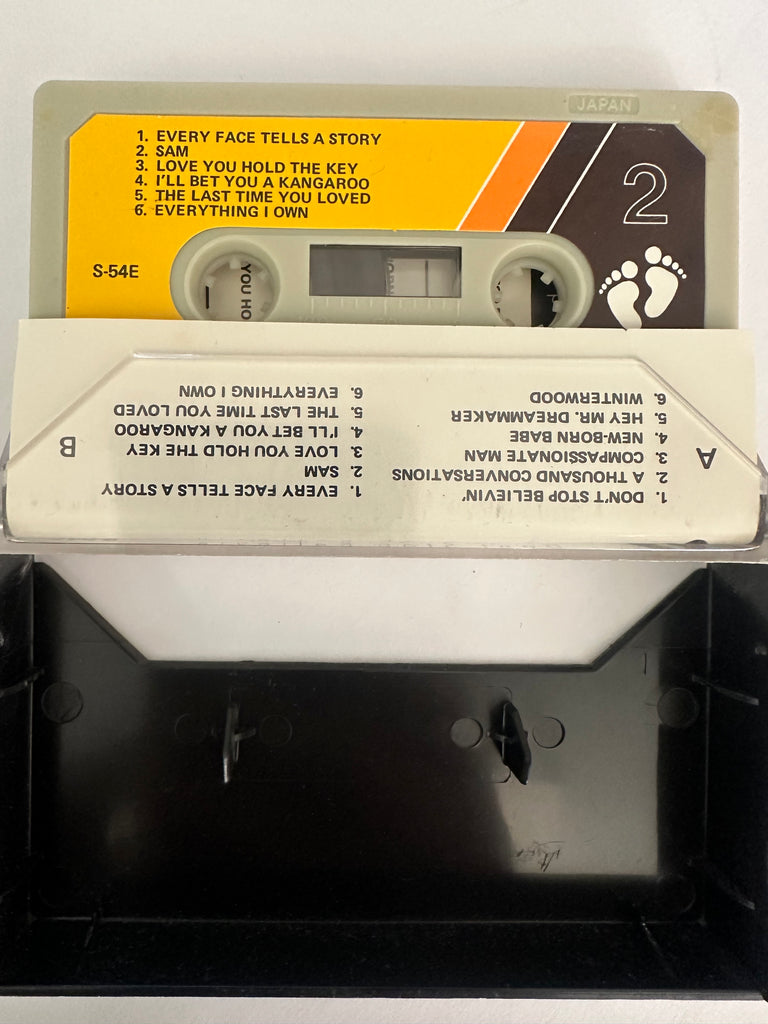 JAPAN
1. EVERY FACE TELLS A STORY
2. SAM
3. LOVE YOU HOLD THE KEY
4. I'LL BET YOU A KANGAROO
5. THE LAST TIME YOU LOVED
6. EVERYTHING I OWN
2
S-54E
YOU HO
A
1. DON'T STOP BELIEVIN'
2. A THOUSAND CONVERSATIONS
3. COMPASSIONATE MAN
4. NEW-BORN BABE
5. HEY MR. DREAMMAKER
6. WINTERWOOD
B
1. EVERY FACE TELLS A STORY
2. SAM
3. LOVE YOU HOLD THE KEY
4. I'LL BET YOU A KANGAROO
5. THE LAST TIME YOU LOVED
6. EVERYTHING I OWN